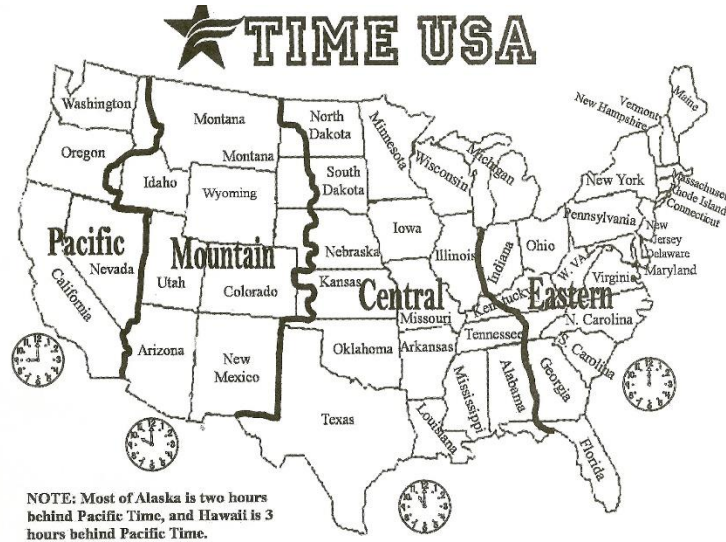 TIME USA
Washington
Oregon
Montana
Montana
Idaho
Wyoming
North
Dakota
South
Dakota
Minnesota
Wisconsin
Michigan
Vermont
New Hampshire
Maine
Massachuset
Rhode Island
Connecticut
New York
Pennsylvania
New
Jersey
Delaware
Maryland
Pacific
Nevada
California
Mountain
Utah
Colorado
Nebraska
Kansas
Iowa
Illinois
Indiana
Ohio
W. VA
Virginia
Central
Missouri
Kentucky
Eastern
Arizona
New
Mexico
Oklahoma
Arkansas
Tennessee
N. Carolina
S. Carolina
Texas
Louisiana
Mississippi
Alabama
Georgia
Florida
NOTE: Most of Alaska is two hours
behind Pacific Time, and Hawaii is 3
hours behind Pacific Time.